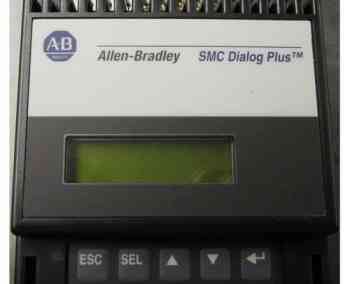 AB
Allen-Bradley SMC Dialog Plus™
ESC SEL